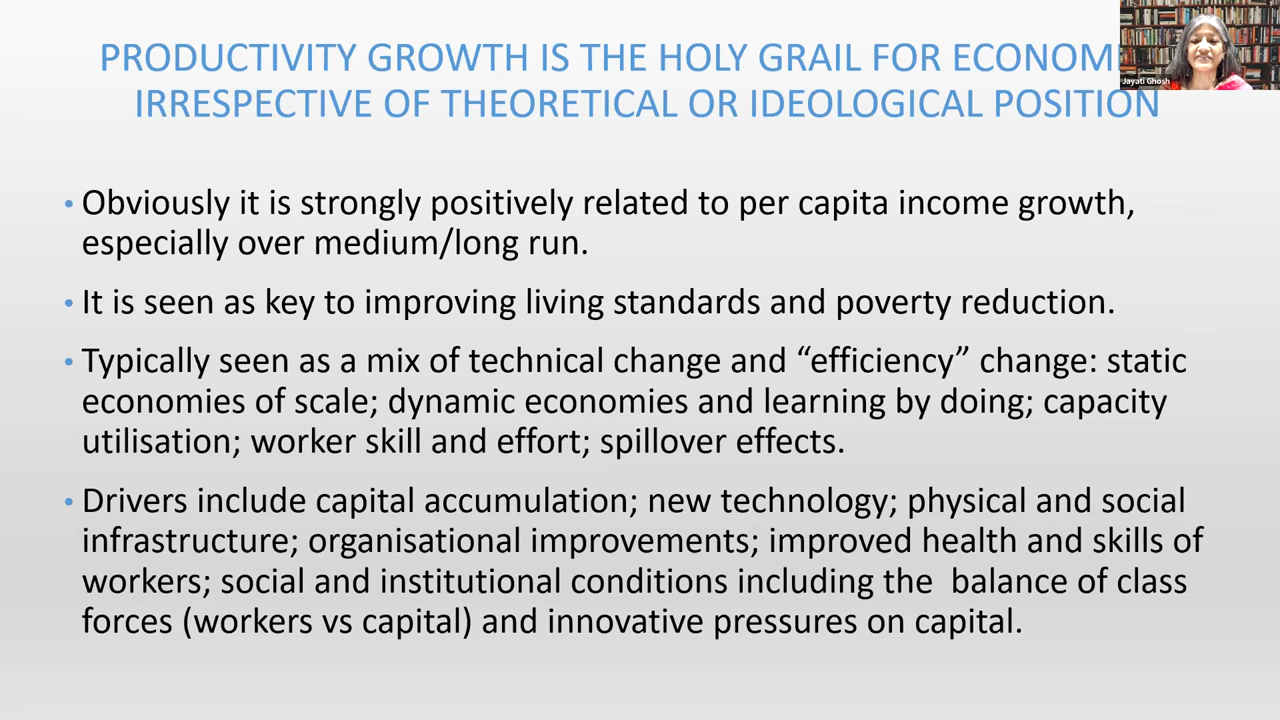 PRODUCTIVITY GROWTH IS THE HOLY GRAIL FOR
IRRESPECTIVE OF THEORETICAL OR IDEOLOGICAL POSITION
Jayati Ghosh
• Obviously it is strongly positively related to per capita income growth,
especially over medium/long run.
• It is seen as key to improving living standards and poverty reduction.
• Typically seen as a mix of technical change and “efficiency” change: static
economies of scale; dynamic economies and learning by doing; capacity
utilisation; worker skill and effort; spillover effects.
• Drivers include capital accumulation; new technology; physical and social
infrastructure; organisational improvements; improved health and skills of
workers; social and institutional conditions including the balance of class
forces (workers vs capital) and innovative pressures on capital.